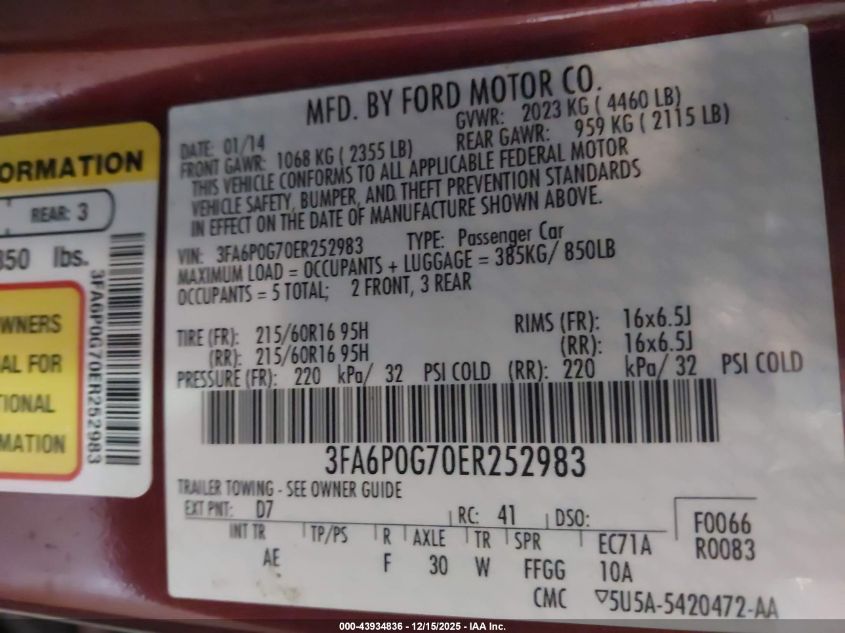 MFD. BY FORD MOTOR CO.
DATE: 01/14
GVWR: 2023 KG ( 4460 LB)
FRONT GAWR: 1068 KG ( 2355 LB)
REAR GAWR: 959 KG ( 2115 LB)
THIS VEHICLE CONFORMS TO ALL APPLICABLE FEDERAL MOTOR
VEHICLE SAFETY, BUMPER, AND THEFT PREVENTION STANDARDS
IN EFFECT ON THE DATE OF MANUFACTURE SHOWN ABOVE.
VIN: 3FA6P0G70ER252983 TYPE: Passenger Car
MAXIMUM LOAD = OCCUPANTS + LUGGAGE = 385KG/ 850LB
OCCUPANTS = 5 TOTAL; 2 FRONT, 3 REAR
TIRE (FR): 215/60R16 95H RIMS (FR): 16x6.5J
(RR): 215/60R16 95H (RR): 16x6.5J
PRESSURE (FR): 220 kPa/ 32 PSI COLD (RR): 220 kPa/ 32 PSI COLD
3FA6P0G70ER252983
TRAILER TOWING - SEE OWNER GUIDE
EXT PNT: D7 RC: 41 DSO: F0066
INT TR TP/PS R AXLE TR SPR EC71A R0083
AE F 30 W FFGG 10A
CMC ▽5U5A-5420472-AA
ORMATION
REAR: 3
350 lbs.
3FA6P0G70ER252983
WNERS
AL FOR
TIONAL
MATION
000-43934836 - 12/15/2025 - IAA Inc.